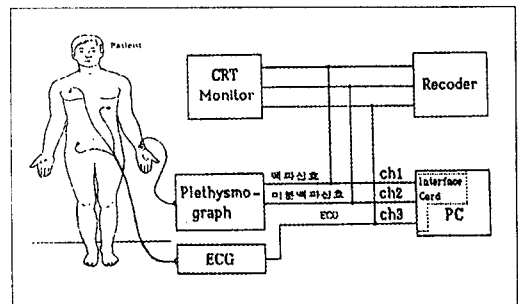 Patient
CRT
Monitor
Recoder
맥파신호
ch1
Interface
Plethysmo-
graph
미분맥파신호
ch2
Card
ECG
ch3
PC
ECG